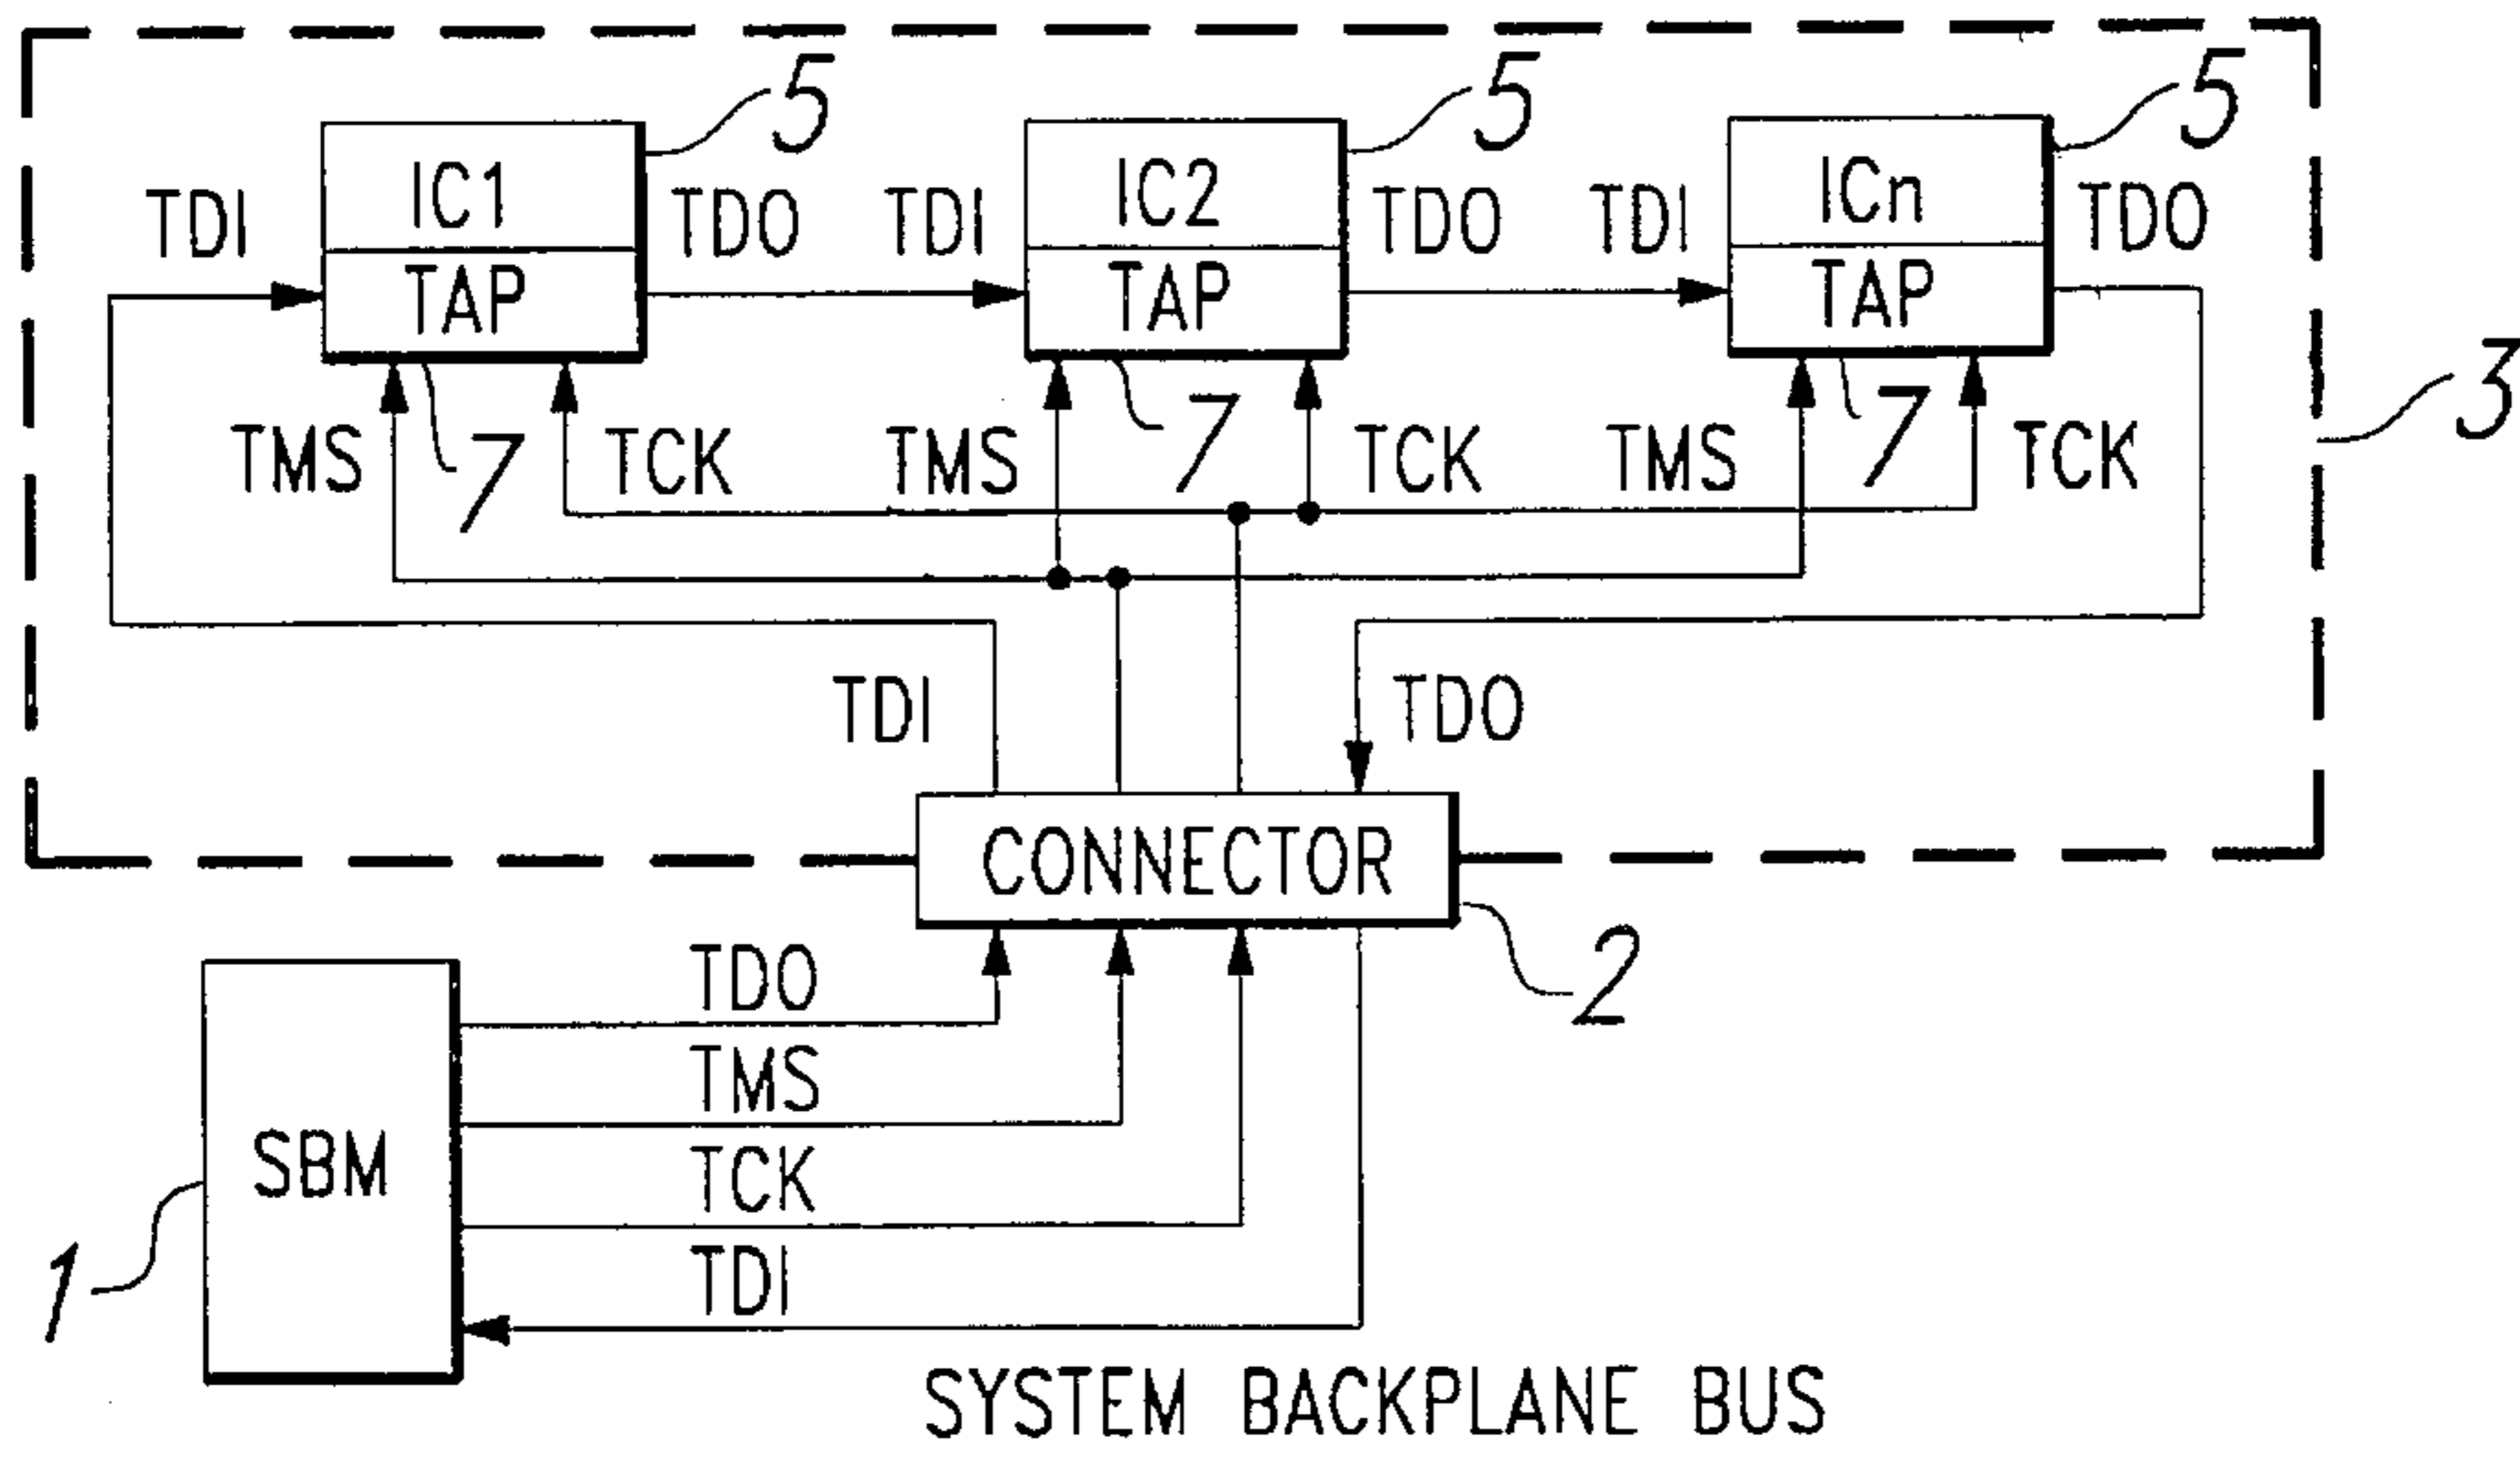 5 5 5
TDI IC1 TDO TDI IC2 TDO TDI ICn TDO
TAP TAP TAP
3
TMS 7 TCK TMS 7 TCK TMS 7 TCK
TDI TDO
CONNECTOR
2
TDO
TMS
SBM
TCK
TDI
1
SYSTEM BACKPLANE BUS